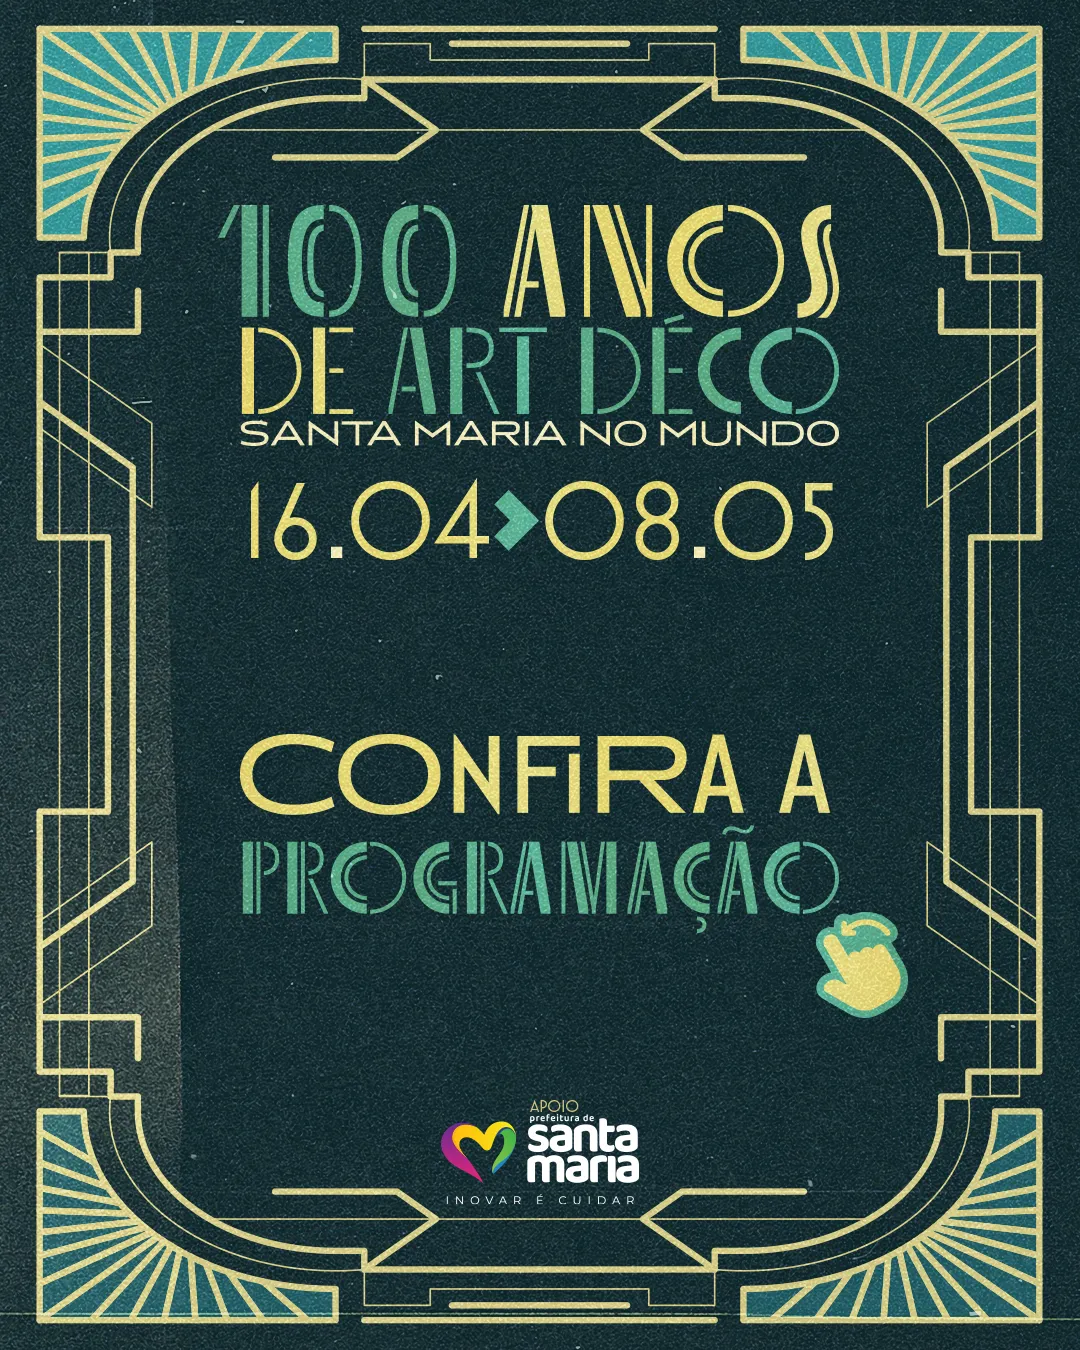 100 ANOS
DE ART DÉCO
SANTA MARIA NO MUNDO
16.04>08.05
CONFIRA A
PROGRAMAÇÃO
APOIO
prefeitura de
santa
maria
INOVAR É CUIDAR